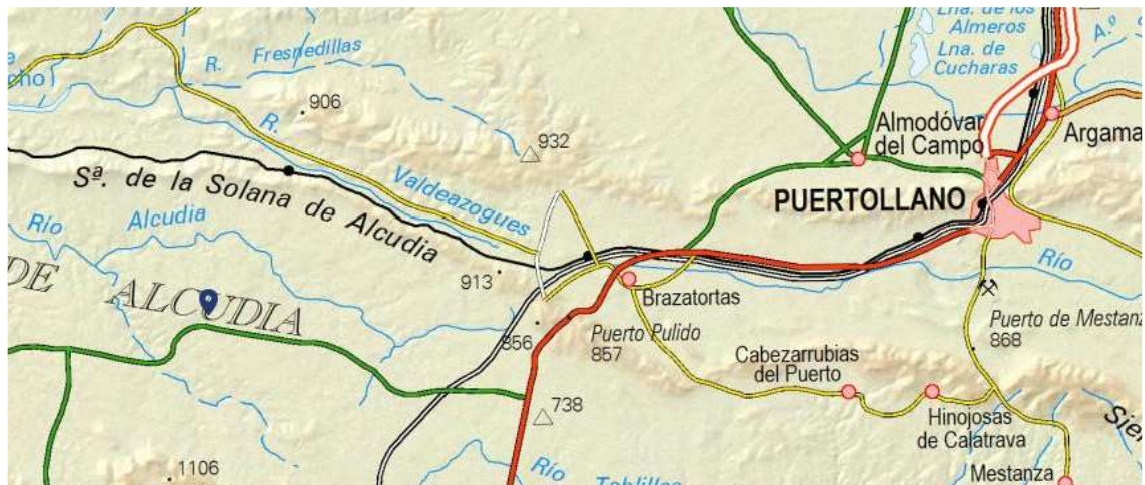 Lna. de los
Almeros
A.º
Fresnedillas
R.
cho
Lna. de
Cucharas
906
R.
932
Almodóvar
del Campo
Argama
Sª. de la Solana de Alcudia
Valdeazogues
PUERTOLLANO
Río
Alcudia
Río
913
DE ALCUDIA
Brazatortas
856
Puerto Pulido
857
Puerto de Mestanz
868
Cabezarrubias
del Puerto
738
Hinojosas
de Calatrava
Sier
1106
Río
Tablillas
Mestanza